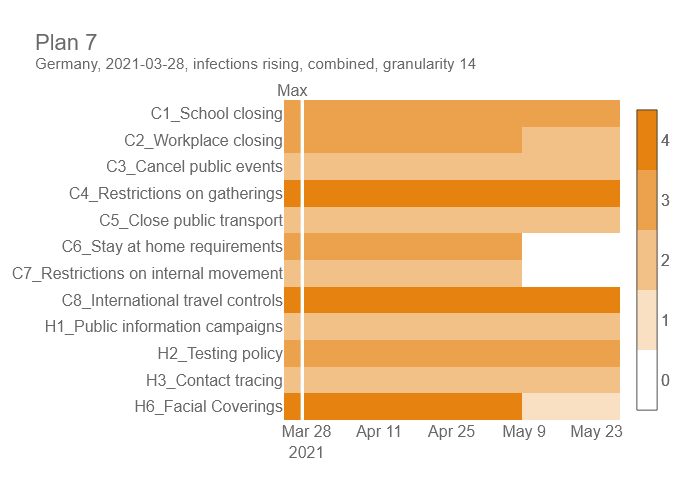 Plan 7
Germany, 2021-03-28, infections rising, combined, granularity 14
Max
C1_School closing
C2_Workplace closing
C3_Cancel public events
C4_Restrictions on gatherings
C5_Close public transport
C6_Stay at home requirements
C7_Restrictions on internal movement
C8_International travel controls
H1_Public information campaigns
H2_Testing policy
H3_Contact tracing
H6_Facial Coverings
Mar 28 Apr 11 Apr 25 May 9 May 23
2021
4
3
2
1
0